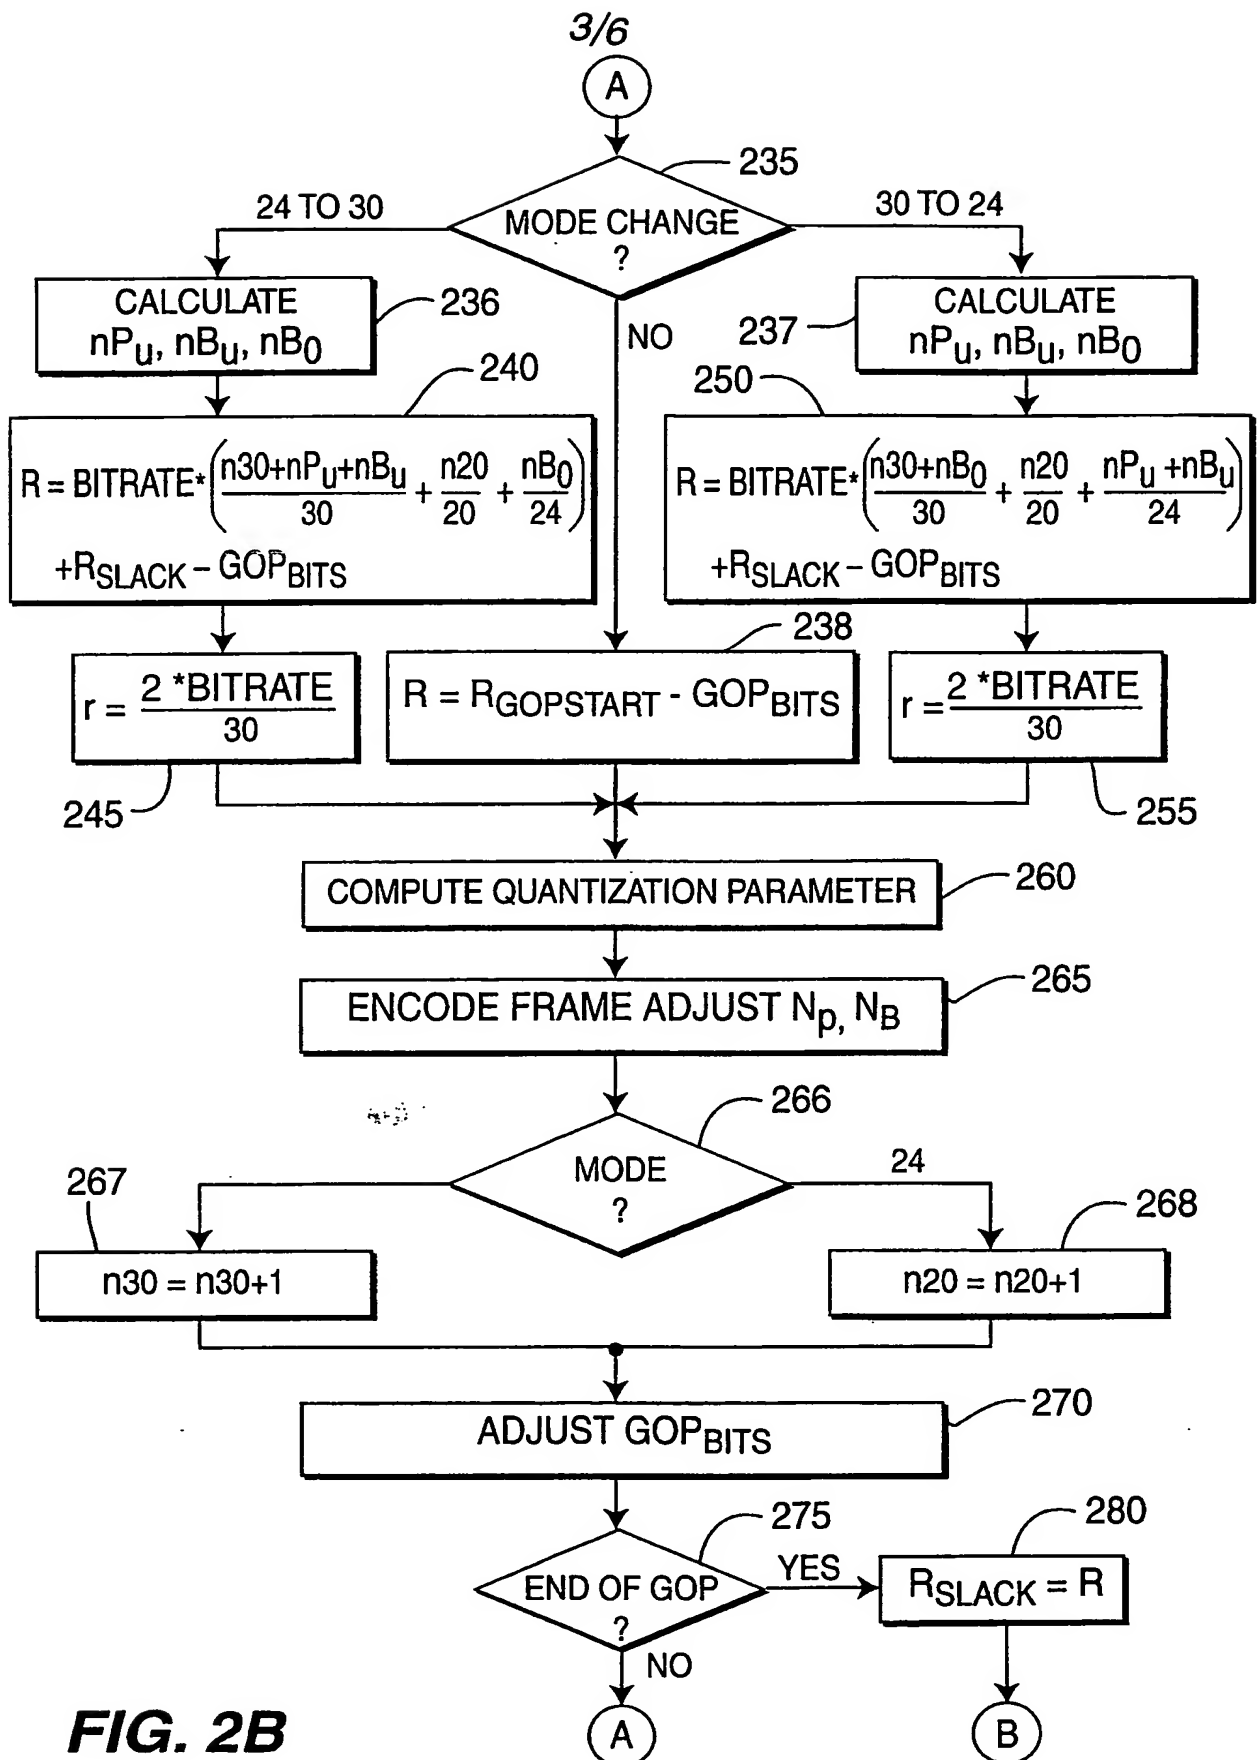 3/6
A
235
24 TO 30
30 TO 24
MODE CHANGE
?
CALCULATE
nPu, nBu, nB0
236
NO
237
CALCULATE
nPu, nBu, nB0
240
250
R = BITRATE*((n30+nPu+nBu)/30 + n20/20 + nB0/24)
+RSLACK – GOPBITS
R = BITRATE*((n30+nB0)/30 + n20/20 + (nPu +nBu)/24)
+RSLACK – GOPBITS
238
r = 2 *BITRATE/30
R = RGOPSTART - GOPBITS
r = 2 *BITRATE/30
245
255
COMPUTE QUANTIZATION PARAMETER
260
ENCODE FRAME ADJUST Np, NB
265
266
MODE
?
24
267
268
n30 = n30+1
n20 = n20+1
ADJUST GOPBITS
270
275
280
END OF GOP
?
YES
RSLACK = R
NO
A
B
FIG. 2B